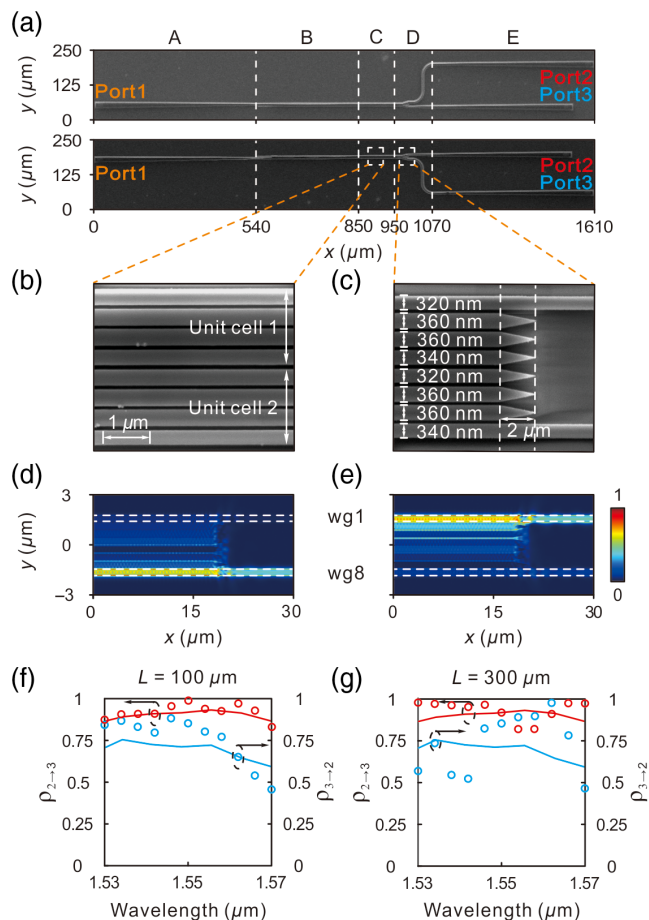 (a)
A B C D E
250
125
0
y (µm)
Port1
Port2
Port3
250
125
0
y (µm)
Port1
Port2
Port3
0 540 850 950 1070 1610
x (µm)
(b)
Unit cell 1
Unit cell 2
1 µm
(c)
320 nm
360 nm
360 nm
340 nm
320 nm
360 nm
360 nm
340 nm
2 µm
(d)
3
0
−3
y (µm)
0 15 30
x (µm)
(e)
wg1
wg8
0 15 30
x (µm)
1
0
(f)
L = 100 µm
1
0.75
0.5
0.25
0
ρ2→3
1
0.75
0.5
0.25
0
ρ3→2
1.53 1.55 1.57
Wavelength (µm)
(g)
L = 300 µm
1
0.75
0.5
0.25
0
ρ2→3
1
0.75
0.5
0.25
0
ρ3→2
1.53 1.55 1.57
Wavelength (µm)